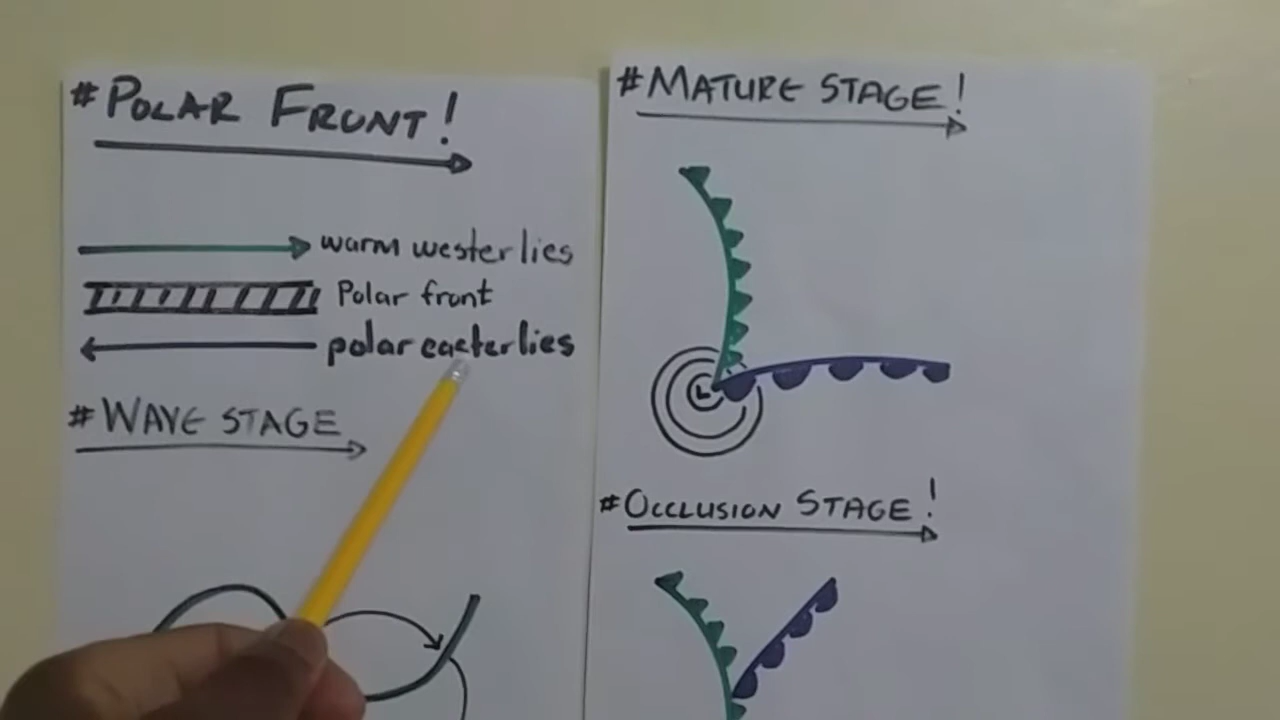 #POLAR FRONT!
warm westerlies
Polar front
polar easterlies
#WAVE STAGE
#MATURE STAGE!
L
#OCCLUSION STAGE!